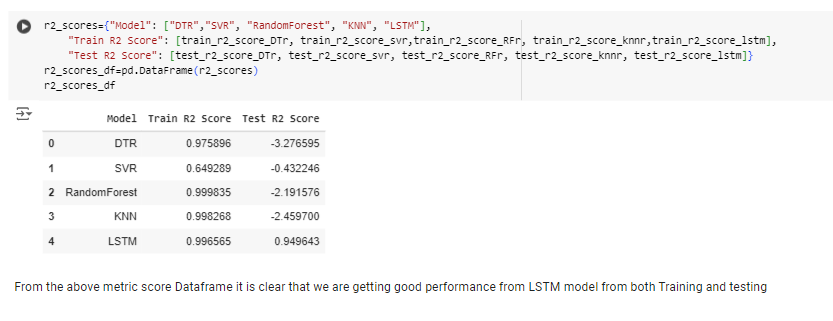 r2_scores={"Model": ["DTR","SVR", "RandomForest", "KNN", "LSTM"],
"Train R2 Score": [train_r2_score_DTr, train_r2_score_svr,train_r2_score_RFr, train_r2_score_knnr,train_r2_score_lstm],
"Test R2 Score": [test_r2_score_DTr, test_r2_score_svr, test_r2_score_RFr, test_r2_score_knnr, test_r2_score_lstm]}
r2_scores_df=pd.DataFrame(r2_scores)
r2_scores_df
Model Train R2 Score Test R2 Score
0 DTR 0.975896 -3.276595
1 SVR 0.649289 -0.432246
2 RandomForest 0.999835 -2.191576
3 KNN 0.998268 -2.459700
4 LSTM 0.996565 0.949643
From the above metric score Dataframe it is clear that we are getting good performance from LSTM model from both Training and testing